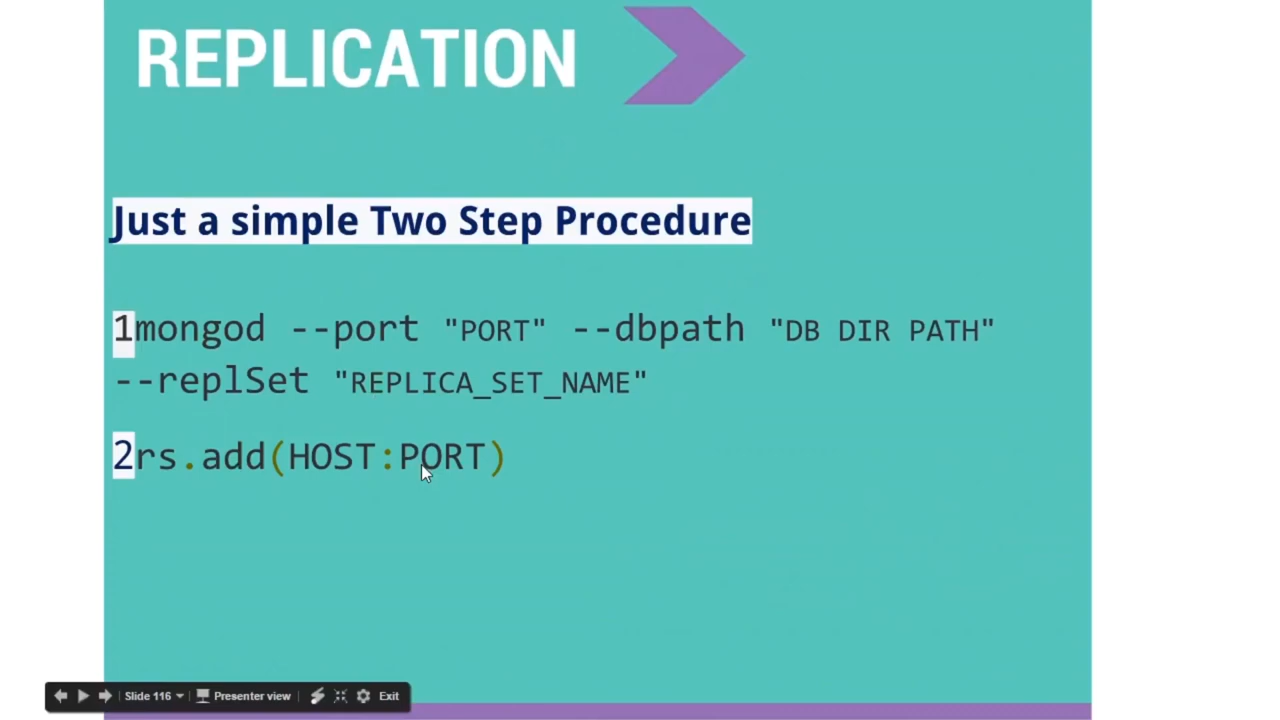 REPLICATION
Just a simple Two Step Procedure
1mongod --port "PORT" --dbpath "DB DIR PATH"
--replSet "REPLICA_SET_NAME"
2rs.add(HOST:PORT)
Slide 116 Presenter view Exit